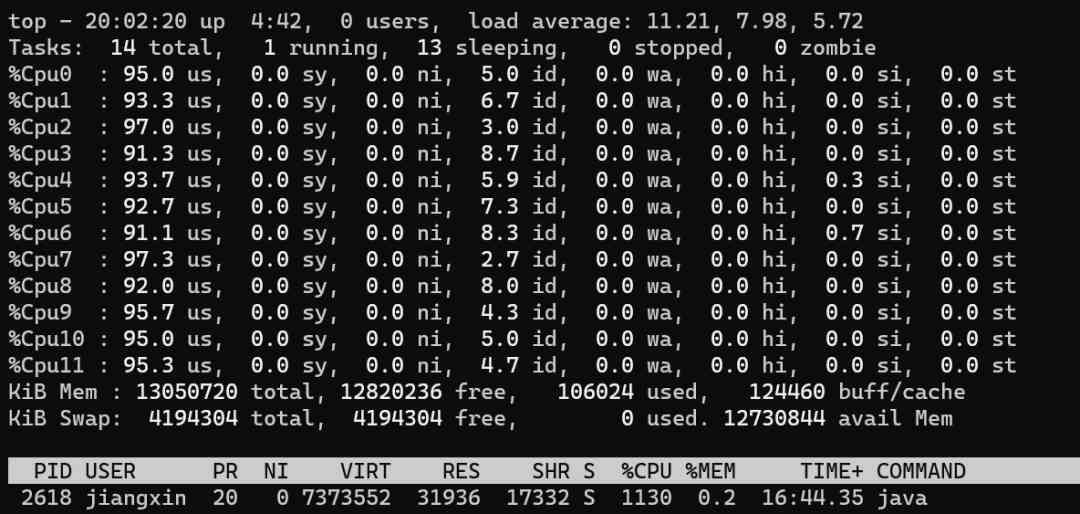 top - 20:02:20 up  4:42,  0 users,  load average: 11.21, 7.98, 5.72
Tasks:  14 total,   1 running,  13 sleeping,   0 stopped,   0 zombie
%Cpu0  : 95.0 us,  0.0 sy,  0.0 ni,  5.0 id,  0.0 wa,  0.0 hi,  0.0 si,  0.0 st
%Cpu1  : 93.3 us,  0.0 sy,  0.0 ni,  6.7 id,  0.0 wa,  0.0 hi,  0.0 si,  0.0 st
%Cpu2  : 97.0 us,  0.0 sy,  0.0 ni,  3.0 id,  0.0 wa,  0.0 hi,  0.0 si,  0.0 st
%Cpu3  : 91.3 us,  0.0 sy,  0.0 ni,  8.7 id,  0.0 wa,  0.0 hi,  0.0 si,  0.0 st
%Cpu4  : 93.7 us,  0.0 sy,  0.0 ni,  5.9 id,  0.0 wa,  0.0 hi,  0.3 si,  0.0 st
%Cpu5  : 92.7 us,  0.0 sy,  0.0 ni,  7.3 id,  0.0 wa,  0.0 hi,  0.0 si,  0.0 st
%Cpu6  : 91.1 us,  0.0 sy,  0.0 ni,  8.3 id,  0.0 wa,  0.0 hi,  0.7 si,  0.0 st
%Cpu7  : 97.3 us,  0.0 sy,  0.0 ni,  2.7 id,  0.0 wa,  0.0 hi,  0.0 si,  0.0 st
%Cpu8  : 92.0 us,  0.0 sy,  0.0 ni,  8.0 id,  0.0 wa,  0.0 hi,  0.0 si,  0.0 st
%Cpu9  : 95.7 us,  0.0 sy,  0.0 ni,  4.3 id,  0.0 wa,  0.0 hi,  0.0 si,  0.0 st
%Cpu10 : 95.0 us,  0.0 sy,  0.0 ni,  5.0 id,  0.0 wa,  0.0 hi,  0.0 si,  0.0 st
%Cpu11 : 95.3 us,  0.0 sy,  0.0 ni,  4.7 id,  0.0 wa,  0.0 hi,  0.0 si,  0.0 st
KiB Mem : 13050720 total, 12820236 free,   106024 used,   124460 buff/cache
KiB Swap:  4194304 total,  4194304 free,        0 used. 12730844 avail Mem
  PID USER      PR  NI    VIRT    RES    SHR S  %CPU %MEM     TIME+ COMMAND
 2618 jiangxin  20   0 7373552  31936  17332 S  1130  0.2  16:44.35 java